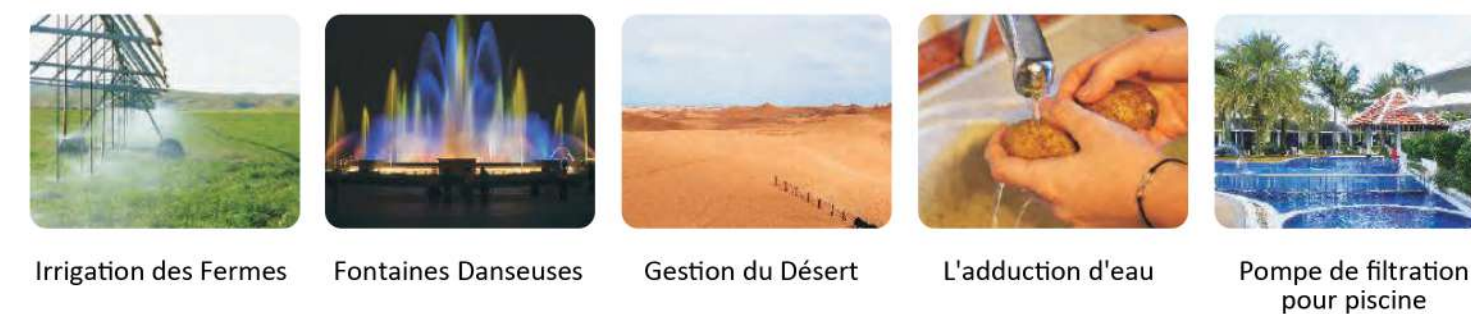 Irrigation des Fermes
Fontaines Danseuses
Gestion du Désert
L'adduction d'eau
Pompe de filtration
pour piscine